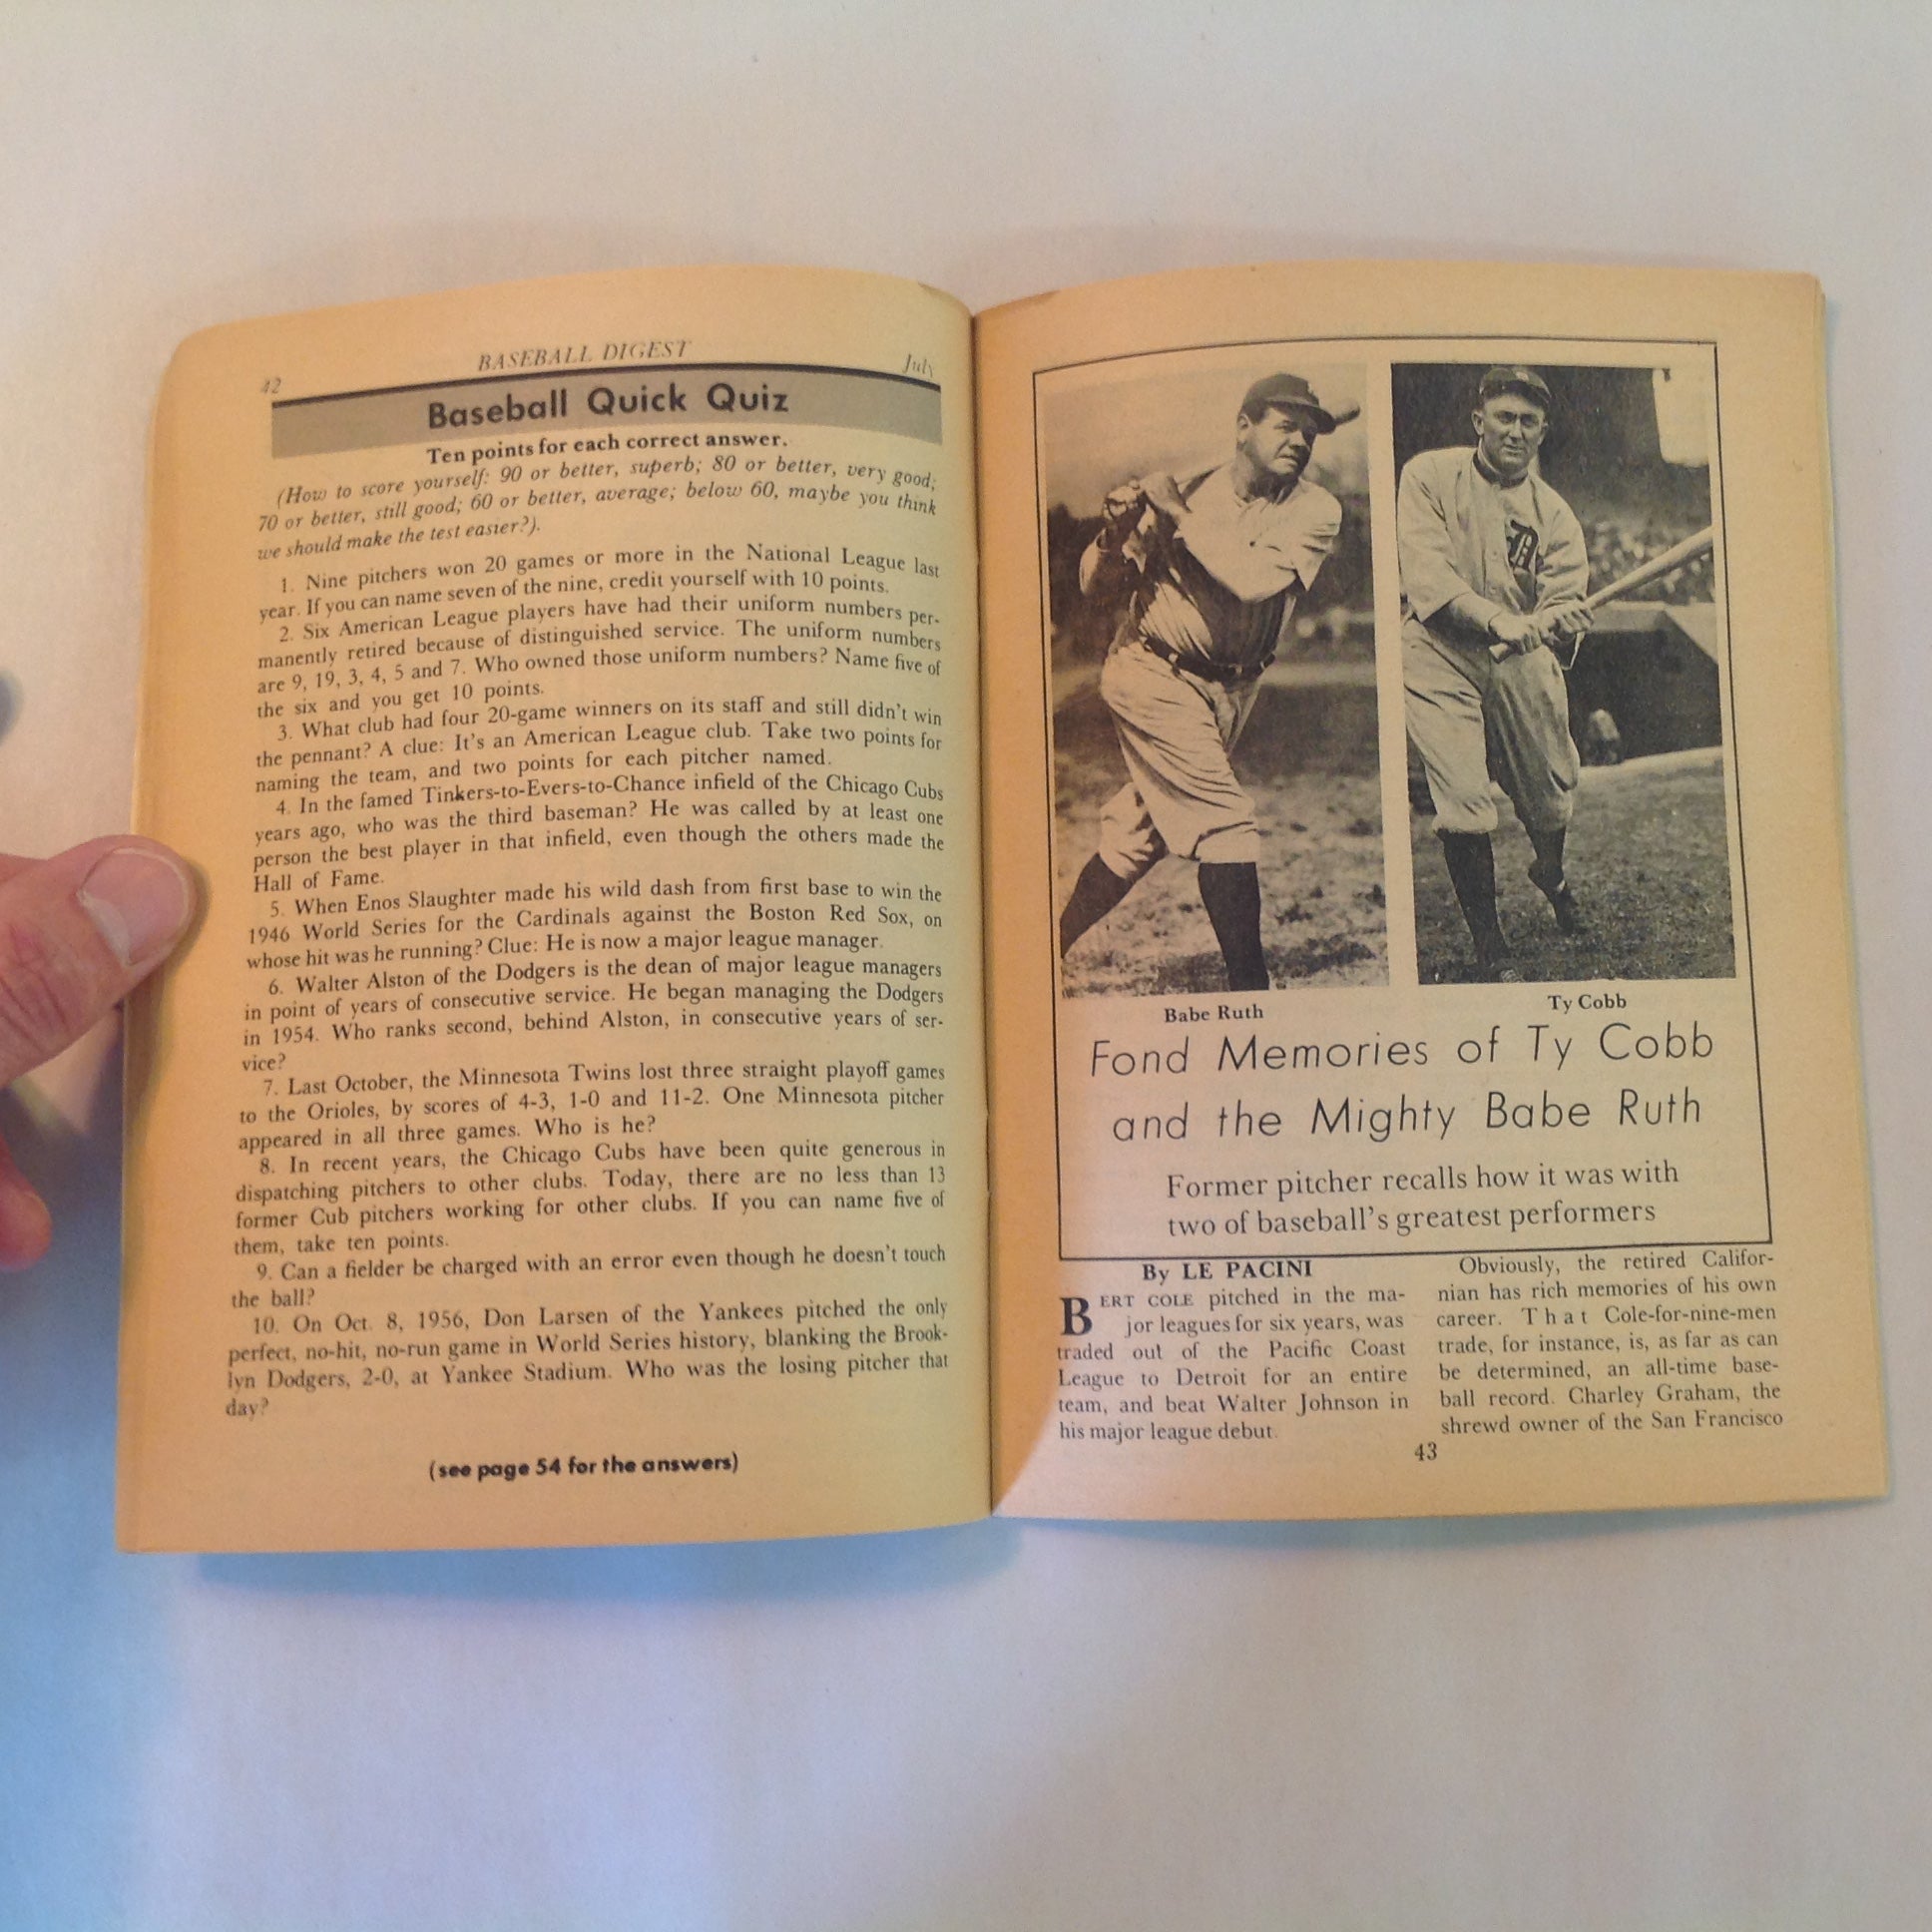 42
BASEBALL DIGEST
July
Baseball Quick Quiz
Ten points for each correct answer.
(How to score yourself: 90 or better, superb; 80 or better, very good;
70 or better, still good; 60 or better, average; below 60, maybe you think
we should make the test easier?).
1. Nine pitchers won 20 games or more in the National League last
year. If you can name seven of the nine, credit yourself with 10 points.
2. Six American League players have had their uniform numbers per-
manently retired because of distinguished service. The uniform numbers
are 9, 19, 3, 4, 5 and 7. Who owned those uniform numbers? Name five of
the six and you get 10 points.
3. What club had four 20-game winners on its staff and still didn't win
the pennant? A clue: It's an American League club. Take two points for
naming the team, and two points for each pitcher named.
4. In the famed Tinkers-to-Evers-to-Chance infield of the Chicago Cubs
years ago, who was the third baseman? He was called by at least one
person the best player in that infield, even though the others made the
Hall of Fame.
5. When Enos Slaughter made his wild dash from first base to win the
1946 World Series for the Cardinals against the Boston Red Sox, on
whose hit was he running? Clue: He is now a major league manager.
6. Walter Alston of the Dodgers is the dean of major league managers
in point of years of consecutive service. He began managing the Dodgers
in 1954. Who ranks second, behind Alston, in consecutive years of ser-
vice?
7. Last October, the Minnesota Twins lost three straight playoff games
to the Orioles, by scores of 4-3, 1-0 and 11-2. One Minnesota pitcher
appeared in all three games. Who is he?
8. In recent years, the Chicago Cubs have been quite generous in
dispatching pitchers to other clubs. Today, there are no less than 13
former Cub pitchers working for other clubs. If you can name five of
them, take ten points.
9. Can a fielder be charged with an error even though he doesn't touch
the ball?
10. On Oct. 8, 1956, Don Larsen of the Yankees pitched the only
perfect, no-hit, no-run game in World Series history, blanking the Brook-
lyn Dodgers, 2-0, at Yankee Stadium. Who was the losing pitcher that
day?
(see page 54 for the answers)
D
Babe Ruth
Ty Cobb
Fond Memories of Ty Cobb
and the Mighty Babe Ruth
Former pitcher recalls how it was with
two of baseball's greatest performers
By LE PACINI
BERT COLE pitched in the ma-
jor leagues for six years, was
traded out of the Pacific Coast
League to Detroit for an entire
team, and beat Walter Johnson in
his major league debut.
Obviously, the retired Califor-
nian has rich memories of his own
career. That Cole-for-nine-men
trade, for instance, is, as far as can
be determined, an all-time base-
ball record. Charley Graham, the
shrewd owner of the San Francisco
43